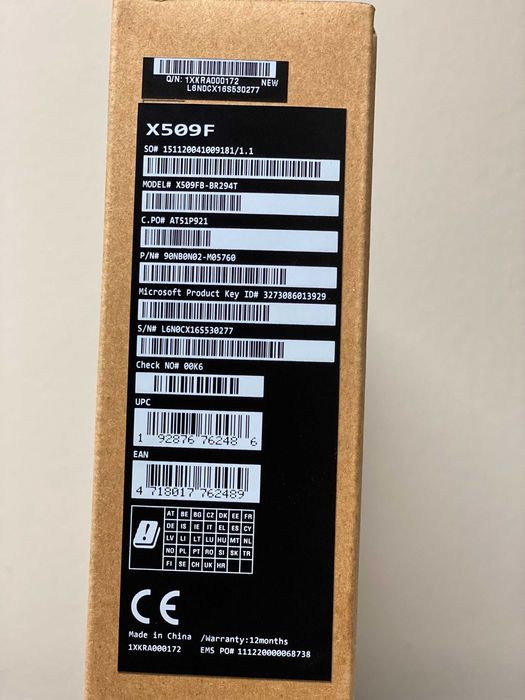 Q/N: 1XKRA000172 NEW
L6N0CX16S530277
X509F
SO# 151120041009181/1.1
MODEL# X509FB-BR294T
C.PO# AT51P921
P/N# 90NB0N02-M05760
Microsoft Product Key ID# 3273086013929
S/N# L6N0CX16S530277
Check NO# 00K6
UPC
1 92876 76248 6
EAN
4 718017 762489
AT BE BG CZ DK EE FR
DE IS IE IT EL ES CY
LV LI LT LU HU MT NL
NO PL PT RO SI SK TR
FI SE CH UK HR
CE
Made in China /Warranty:12months
1XKRA000172 EMS PO# 111220000068738